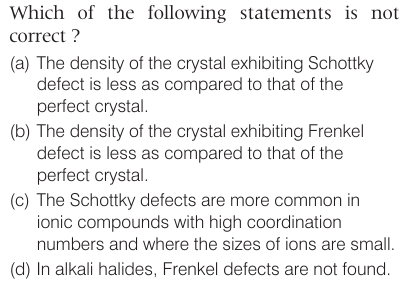 Which of the following statements is not
correct ?
(a) The density of the crystal exhibiting Schottky
defect is less as compared to that of the
perfect crystal.
(b) The density of the crystal exhibiting Frenkel
defect is less as compared to that of the
perfect crystal.
(c) The Schottky defects are more common in
ionic compounds with high coordination
numbers and where the sizes of ions are small.
(d) In alkali halides, Frenkel defects are not found.